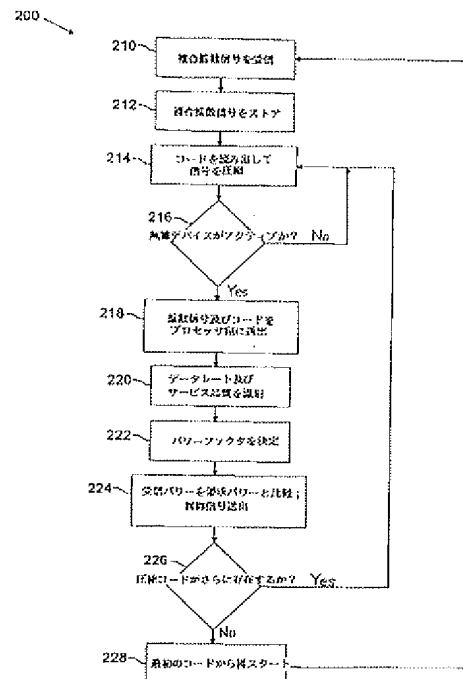 200
210
複合拡散信号を受信
212
複合拡散信号をストア
214
コードを読み出して
信号を圧縮
216
無線デバイスがアクティブか?
No
Yes
218
拡散信号及びコードを
プロセッサ宛に送出
220
データレート及び
サービス品質を識別
222
パワーファクタを決定
224
受信パワーを要求パワーと比較;
制御信号送出
226
圧縮コードがさらに存在するか?
Yes
No
228
最初のコードから再スタート